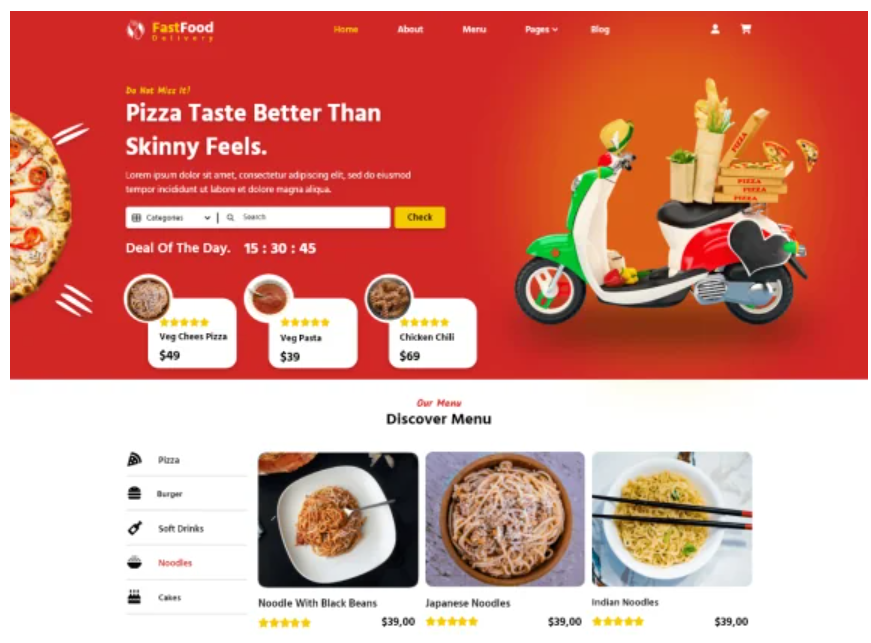 FastFood
Delivery
Home About Menu Pages Blog
Do Not Miss It!
Pizza Taste Better Than
Skinny Feels.
Lorem ipsum dolor sit amet, consectetur adipiscing elit, sed do eiusmod
tempor incididunt ut labore et dolore magna aliqua.
Categories Search Check
Deal Of The Day. 15 : 30 : 45
Veg Chees Pizza
$49
Veg Pasta
$39
Chicken Chili
$69
PIZZA
PIZZA
PIZZA
PIZZA
Our Menu
Discover Menu
Pizza
Burger
Soft Drinks
Noodles
Cakes
Noodle With Black Beans
$39,00
Japanese Noodles
$39,00
Indian Noodles
$39,00